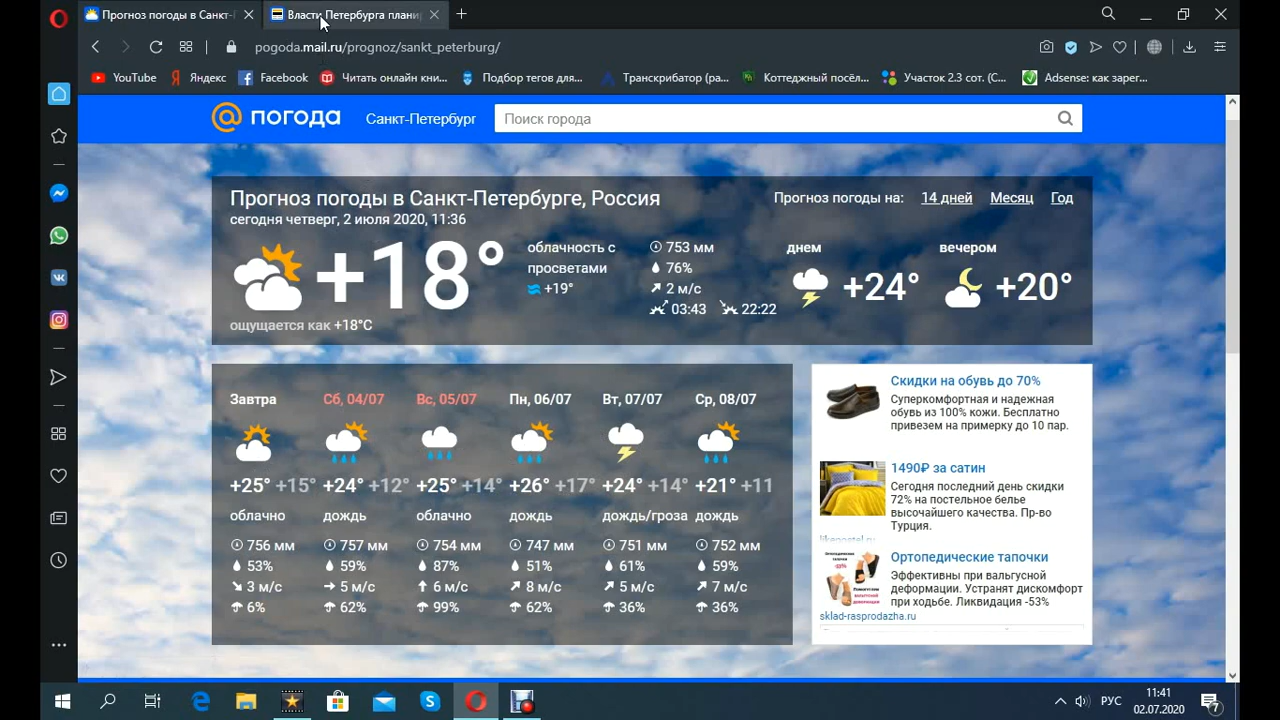 Прогноз погоды в Санкт-
Власти Петербурга плани
pogoda.mail.ru/prognoz/sankt_peterburg/
YouTube
Яндекс
Facebook
Читать онлайн кни...
Подбор тегов для...
Транскрибатор (ра...
Коттеджный посёл...
Участок 2.3 сот. (С...
Adsense: как зарег...
@ погода
Санкт-Петербург
Поиск города
Прогноз погоды в Санкт-Петербурге, Россия
сегодня четверг, 2 июля 2020, 11:36
Прогноз погоды на: 14 дней Месяц Год
+18°
ощущается как +18°C
облачность с
просветами
+19°
753 мм
76%
2 м/с
03:43 22:22
днем
+24°
вечером
+20°
Завтра Сб, 04/07 Вс, 05/07 Пн, 06/07 Вт, 07/07 Ср, 08/07
+25° +15° +24° +12° +25° +14° +26° +17° +24° +14° +21° +11
облачно дождь облачно дождь дождь/гроза дождь
756 мм 757 мм 754 мм 747 мм 751 мм 752 мм
53% 59% 87% 51% 61% 59%
3 м/с 5 м/с 6 м/с 8 м/с 5 м/с 7 м/с
6% 62% 99% 62% 36% 36%
Скидки на обувь до 70%
Суперкомфортная и надежная
обувь из 100% кожи. Бесплатно
привезем на примерку до 10 пар.
1490₽ за сатин
Сегодня последний день скидки
72% на постельное белье
высочайшего качества. Пр-во
Турция.
Ортопедические тапочки
Эффективны при вальгусной
деформации. Устранят дискомфорт
при ходьбе. Ликвидация -53%
sklad-rasprodazha.ru
РУС
11:41
02.07.2020
7